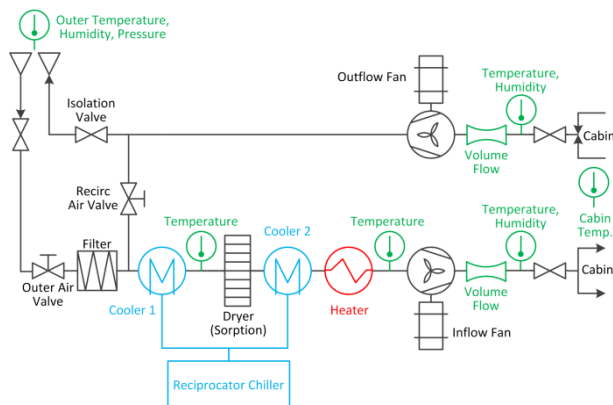 Outer Temperature,
Humidity, Pressure
Isolation
Valve
Outflow Fan
Temperature,
Humidity
Volume
Flow
Cabin
Recirc
Air Valve
Temperature
Cooler 2
Temperature
Temperature,
Humidity
Cabin
Temp.
Filter
Outer Air
Valve
Cooler 1
Dryer
(Sorption)
Heater
Volume
Flow
Cabin
Inflow Fan
Reciprocator Chiller